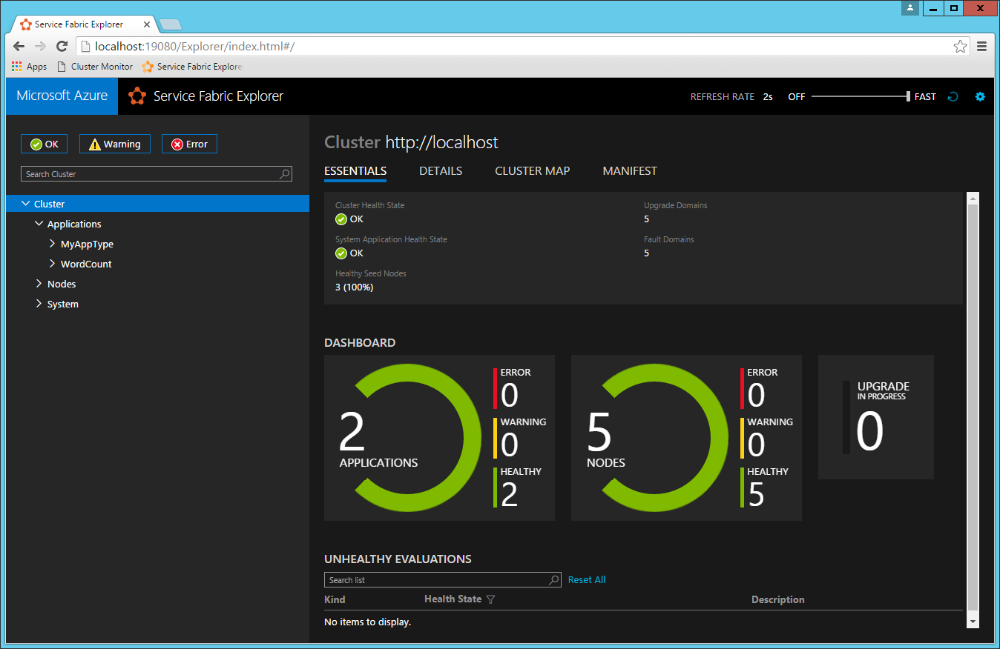 Service Fabric Explorer
localhost:19080/Explorer/index.html#/
Apps Cluster Monitor Service Fabric Explore
Microsoft Azure Service Fabric Explorer REFRESH RATE 2s OFF FAST
OK Warning Error
Search Cluster
Cluster
Applications
MyAppType
WordCount
Nodes
System
Cluster http://localhost
ESSENTIALS DETAILS CLUSTER MAP MANIFEST
Cluster Health State Upgrade Domains
OK 5
System Application Health State Fault Domains
OK 5
Healthy Seed Nodes
3 (100%)
DASHBOARD
2
APPLICATIONS
ERROR
0
WARNING
0
HEALTHY
2
5
NODES
ERROR
0
WARNING
0
HEALTHY
5
UPGRADE
IN PROGRESS
0
UNHEALTHY EVALUATIONS
Search list Reset All
Kind Health State Description
No items to display.